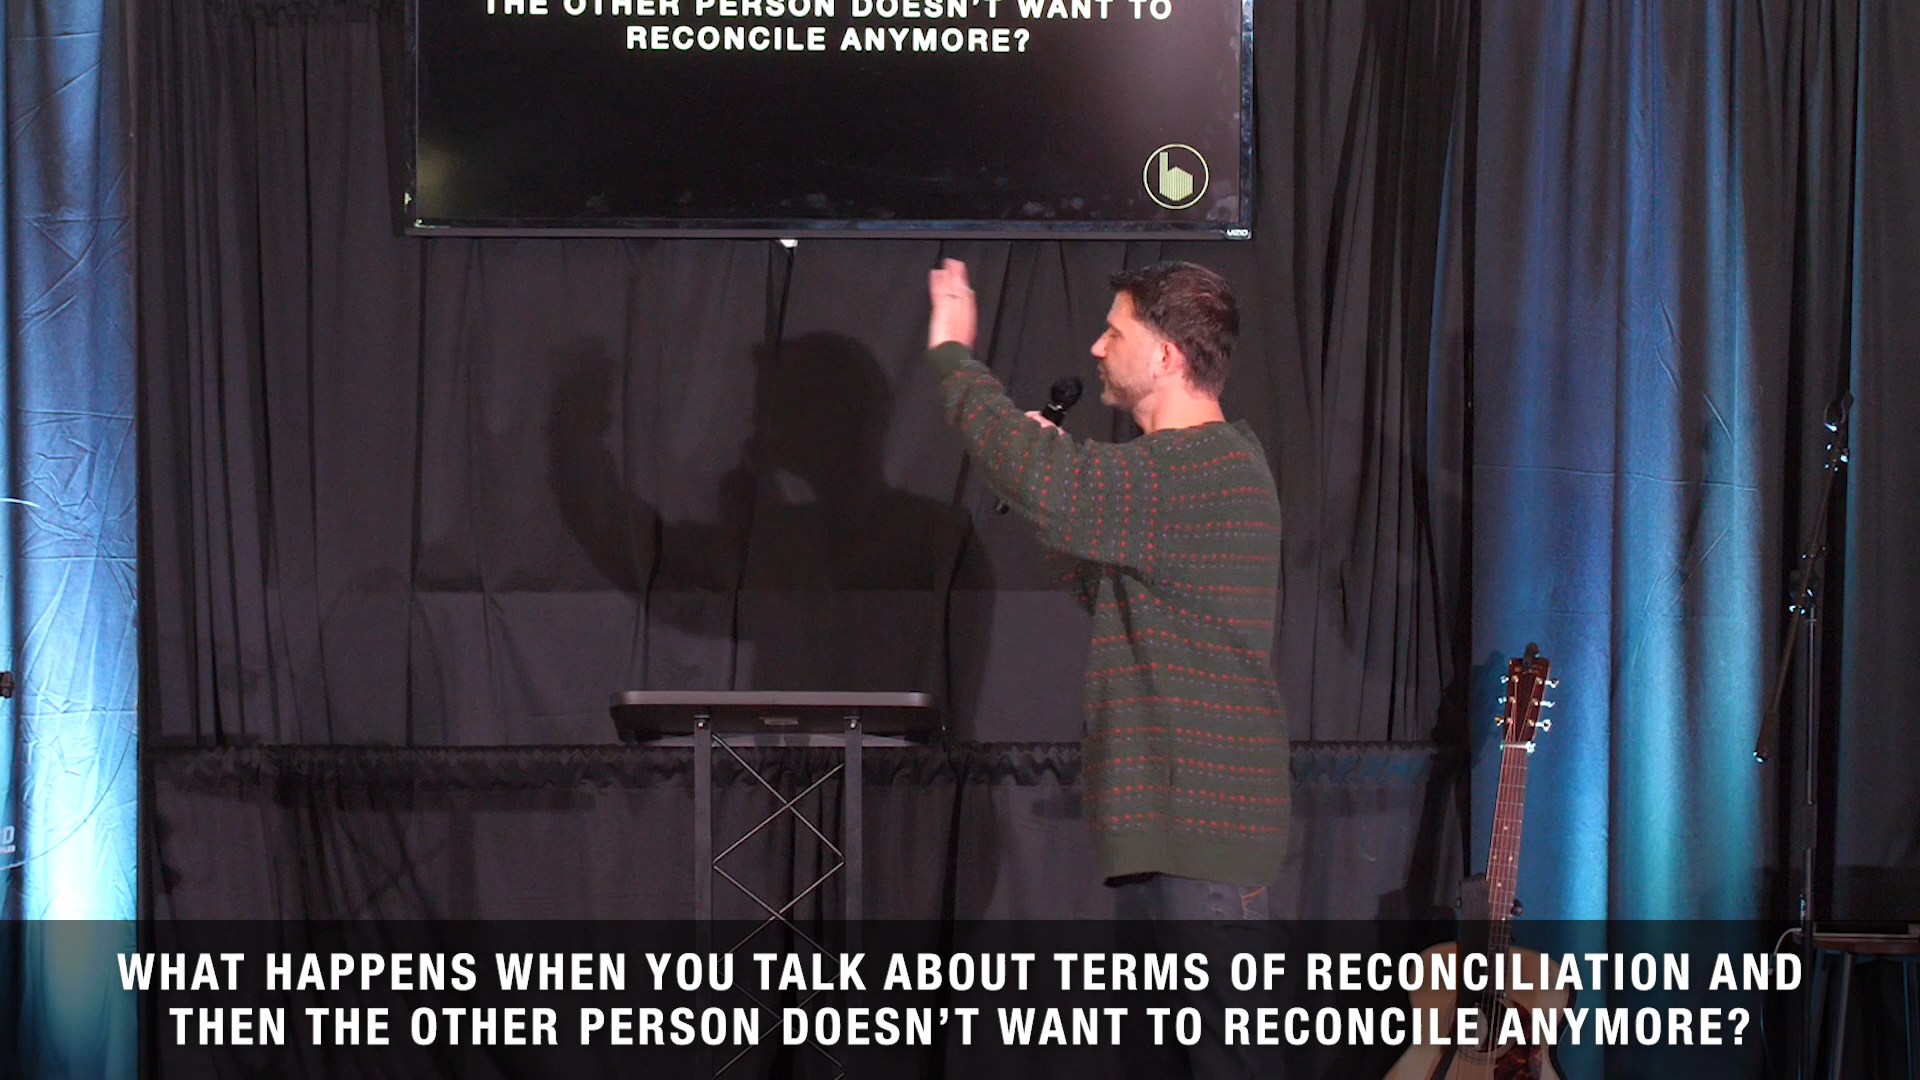 THE OTHER PERSON DOESN'T WANT TO
RECONCILE ANYMORE?
VIZIO
WHAT HAPPENS WHEN YOU TALK ABOUT TERMS OF RECONCILIATION AND
THEN THE OTHER PERSON DOESN’T WANT TO RECONCILE ANYMORE?